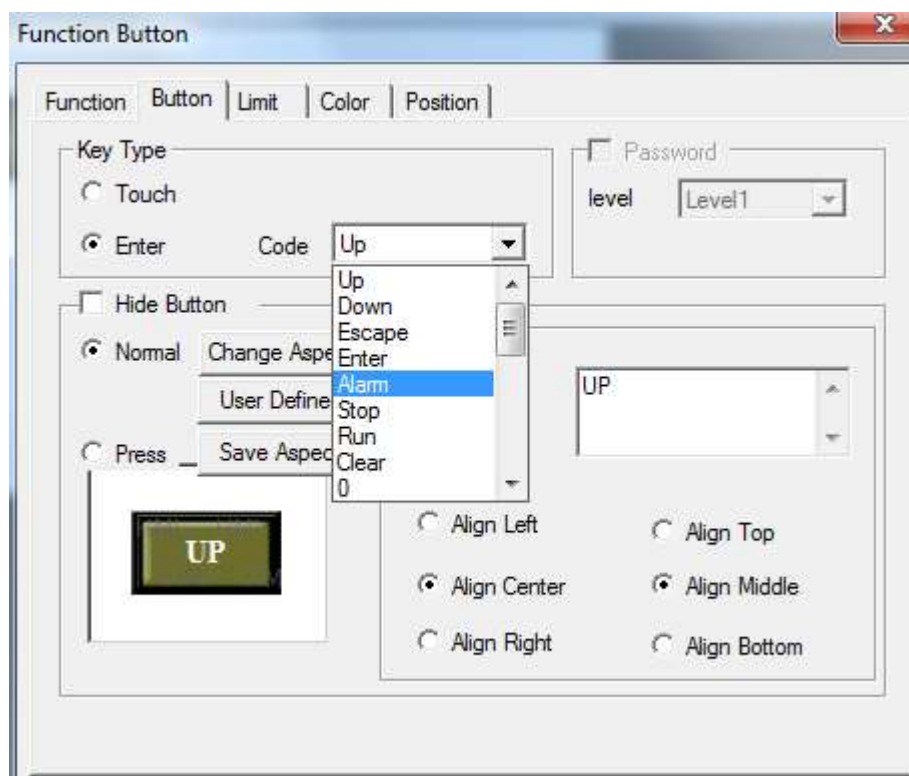 Function Button
Function Button Limit Color Position
Key Type
Touch
Enter Code Up
Up
Down
Escape
Enter
Alarm
Stop
Run
Clear
0
Password
level Level1
Hide Button
Normal Change Aspe
User Define
Press Save Aspec
UP
UP
Align Left Align Top
Align Center Align Middle
Align Right Align Bottom